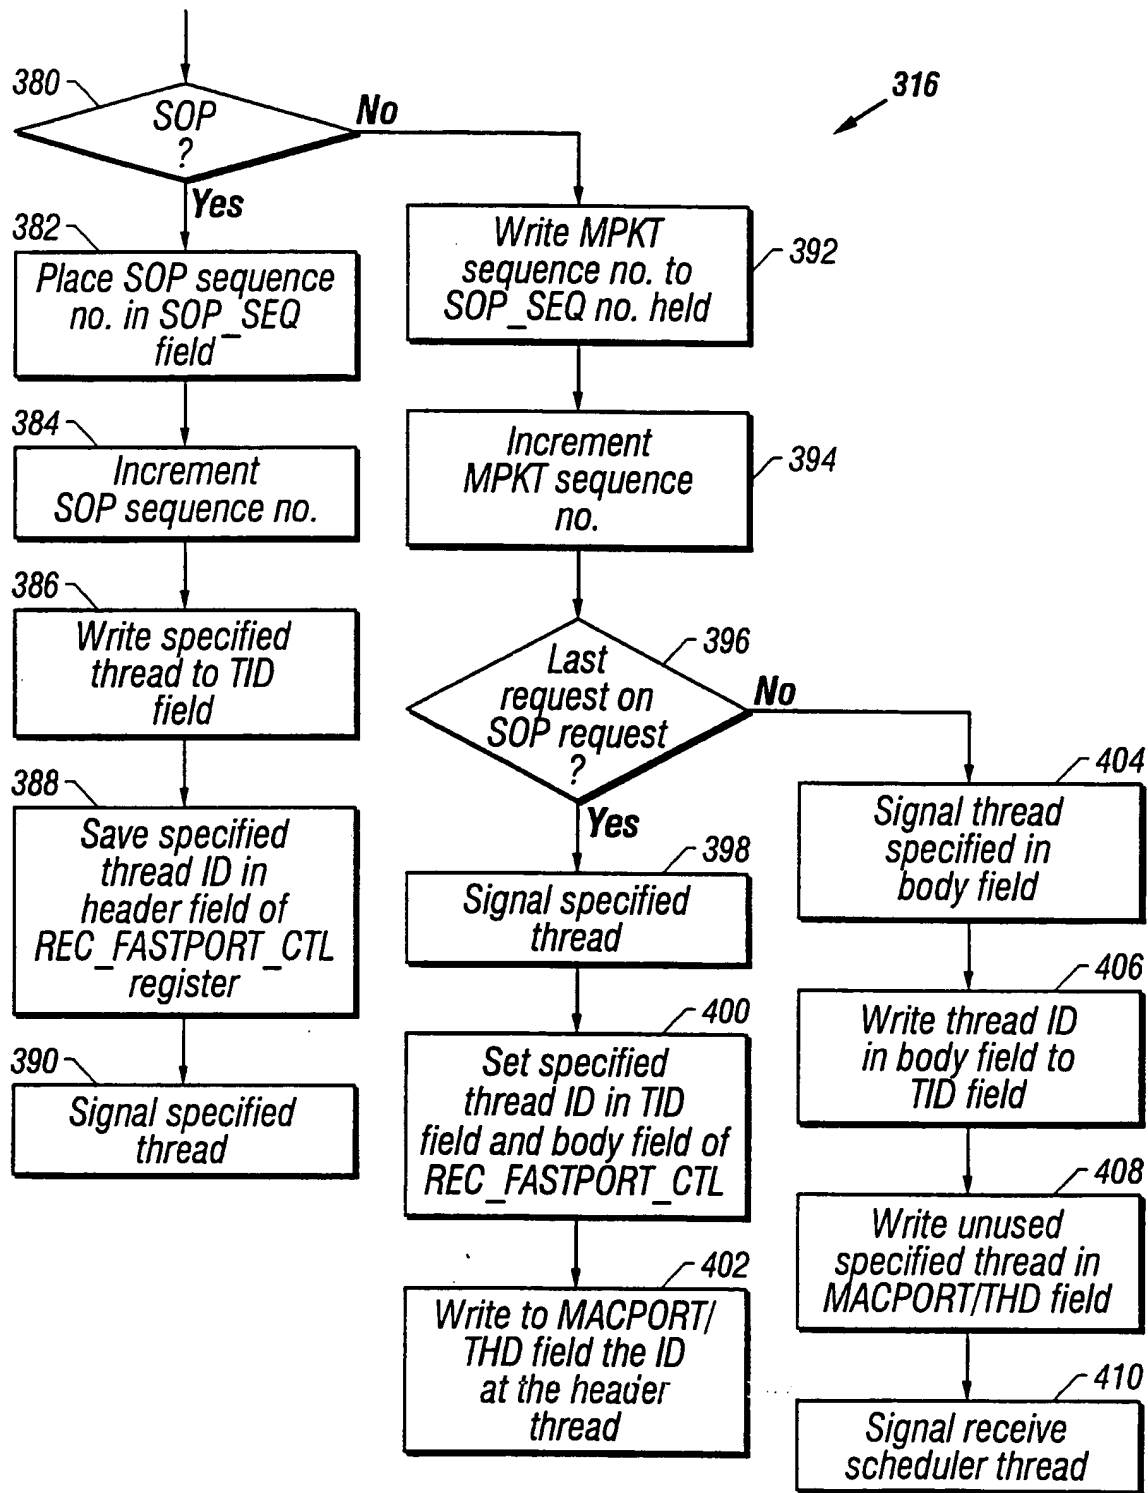 316
380
SOP
?
No
Yes
382
Place SOP sequence
no. in SOP_SEQ
field
384
Increment
SOP sequence no.
386
Write specified
thread to TID
field
388
Save specified
thread ID in
header field of
REC_FASTPORT_CTL
register
390
Signal specified
thread
Write MPKT
sequence no. to
SOP_SEQ no. held
392
Increment
MPKT sequence
no.
394
396
Last
request on
SOP request
?
No
Yes
398
Signal specified
thread
400
Set specified
thread ID in TID
field and body field of
REC_FASTPORT_CTL
402
Write to MACPORT/
THD field the ID
at the header
thread
404
Signal thread
specified in
body field
406
Write thread ID
in body field to
TID field
408
Write unused
specified thread in
MACPORT/THD field
410
Signal receive
scheduler thread